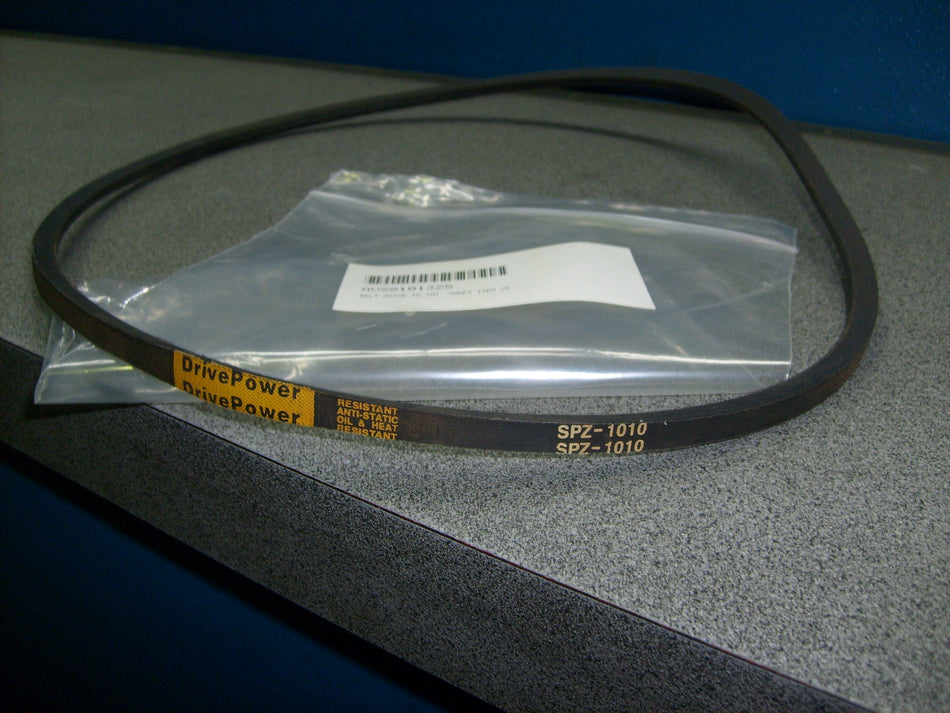 DrivePower
DrivePower
RESISTANT
ANTI-STATIC
OIL & HEAT
RESISTANT
SPZ-1010
SPZ-1010